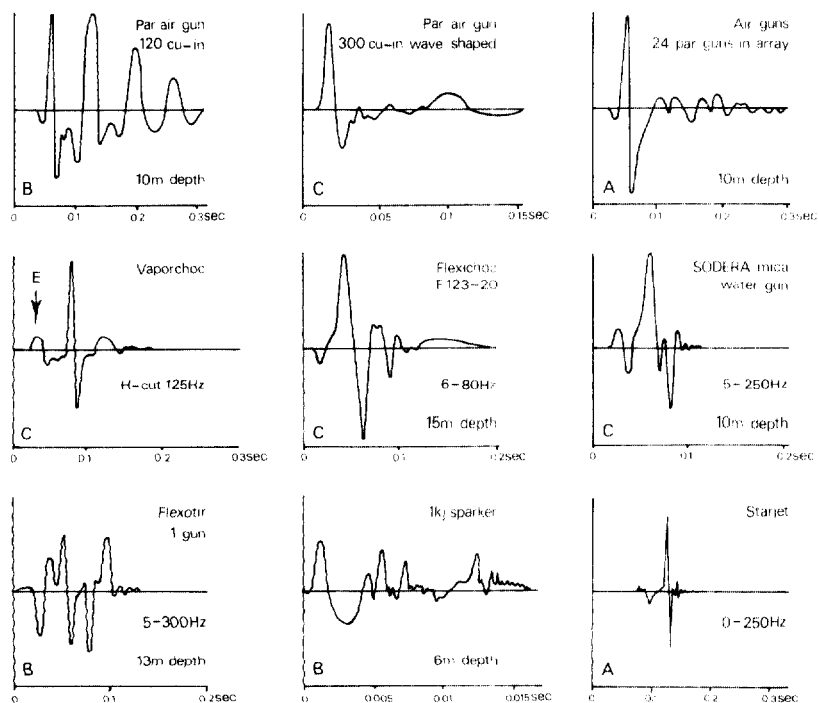 Par air gun
120 cu-in
B
10m depth
0 0.1 0.2 0.3sec
Par air gun
300 cu-in wave shaped
C
0 0.05 0.1 0.15sec
Air guns
24 par guns in array
A
10m depth
0 0.1 0.2 0.3sec
E
Vaporchoc
H-cut 125Hz
C
0 0.1 0.2 0.3sec
Flexichoc
F123-20
6-80Hz
C
15m depth
0 0.1 0.2sec
SODERA mica
water gun
5-250Hz
C
10m depth
0 0.1 0.2sec
Flexotir
1 gun
5-300Hz
B
13m depth
0 0.1 0.2sec
1kj sparker
B
6m depth
0 0.005 0.01 0.015sec
Starjet
0-250Hz
A
0 0.1 0.2 0.3sec